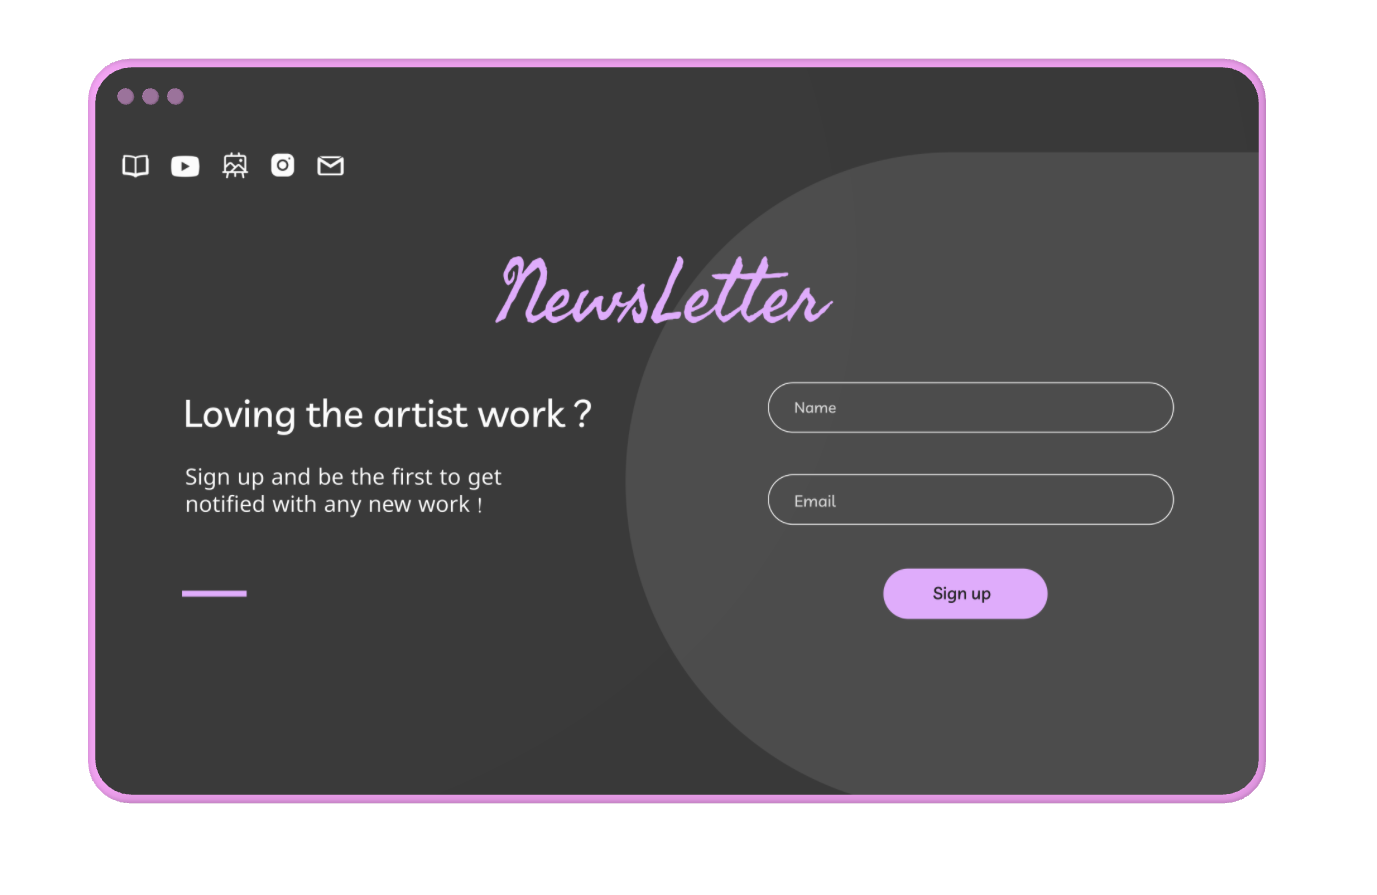 NewsLetter
Loving the artist work ?
Sign up and be the first to get
notified with any new work !
Name
Email
Sign up